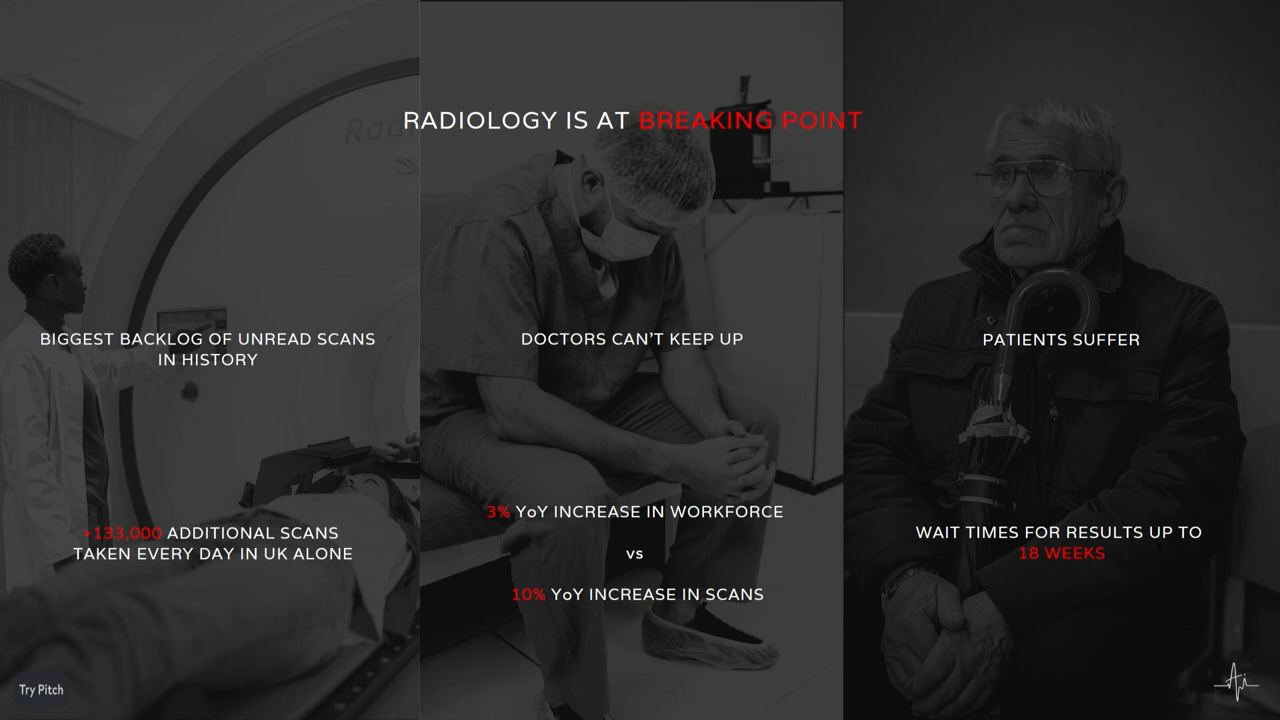 RADIOLOGY IS AT BREAKING POINT
BIGGEST BACKLOG OF UNREAD SCANS
IN HISTORY
+133,000 ADDITIONAL SCANS
TAKEN EVERY DAY IN UK ALONE
DOCTORS CAN'T KEEP UP
3% YoY INCREASE IN WORKFORCE
vs
10% YoY INCREASE IN SCANS
PATIENTS SUFFER
WAIT TIMES FOR RESULTS UP TO
18 WEEKS
Try Pitch